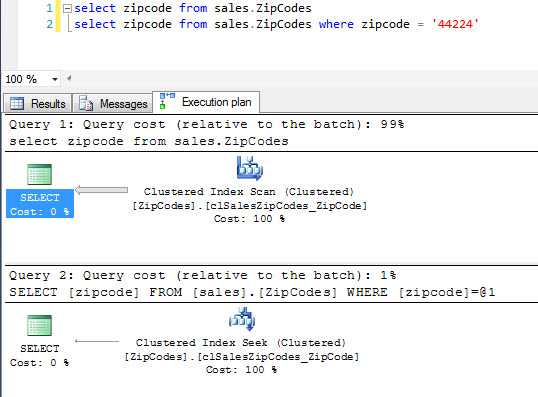 1 select zipcode from sales.ZipCodes
2 select zipcode from sales.ZipCodes where zipcode = '44224'
100 %
Results Messages Execution plan
Query 1: Query cost (relative to the batch): 99%
select zipcode from sales.ZipCodes
SELECT
Cost: 0 %
Clustered Index Scan (Clustered)
[ZipCodes].[clSalesZipCodes_ZipCode]
Cost: 100 %
Query 2: Query cost (relative to the batch): 1%
SELECT [zipcode] FROM [sales].[ZipCodes] WHERE [zipcode]=@1
SELECT
Cost: 0 %
Clustered Index Seek (Clustered)
[ZipCodes].[clSalesZipCodes_ZipCode]
Cost: 100 %